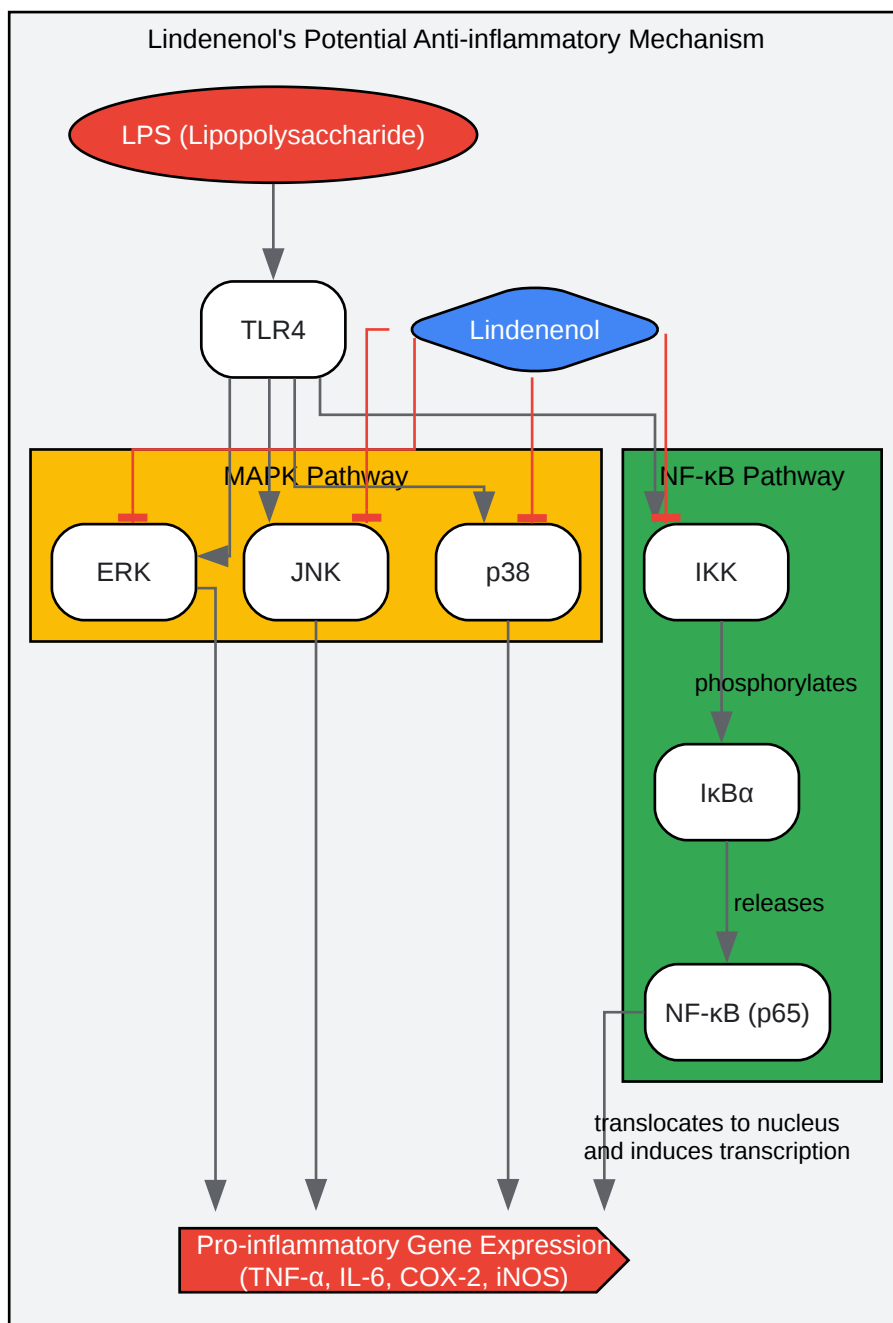 Lindenenol's Potential Anti-inflammatory Mechanism
LPS (Lipopolysaccharide)
TLR4
Lindenenol
MAPK Pathway
NF-κB Pathway
ERK
JNK
p38
IKK
phosphorylates
IκBα
releases
NF-κB (p65)
translocates to nucleus
and induces transcription
Pro-inflammatory Gene Expression
(TNF-α, IL-6, COX-2, iNOS)